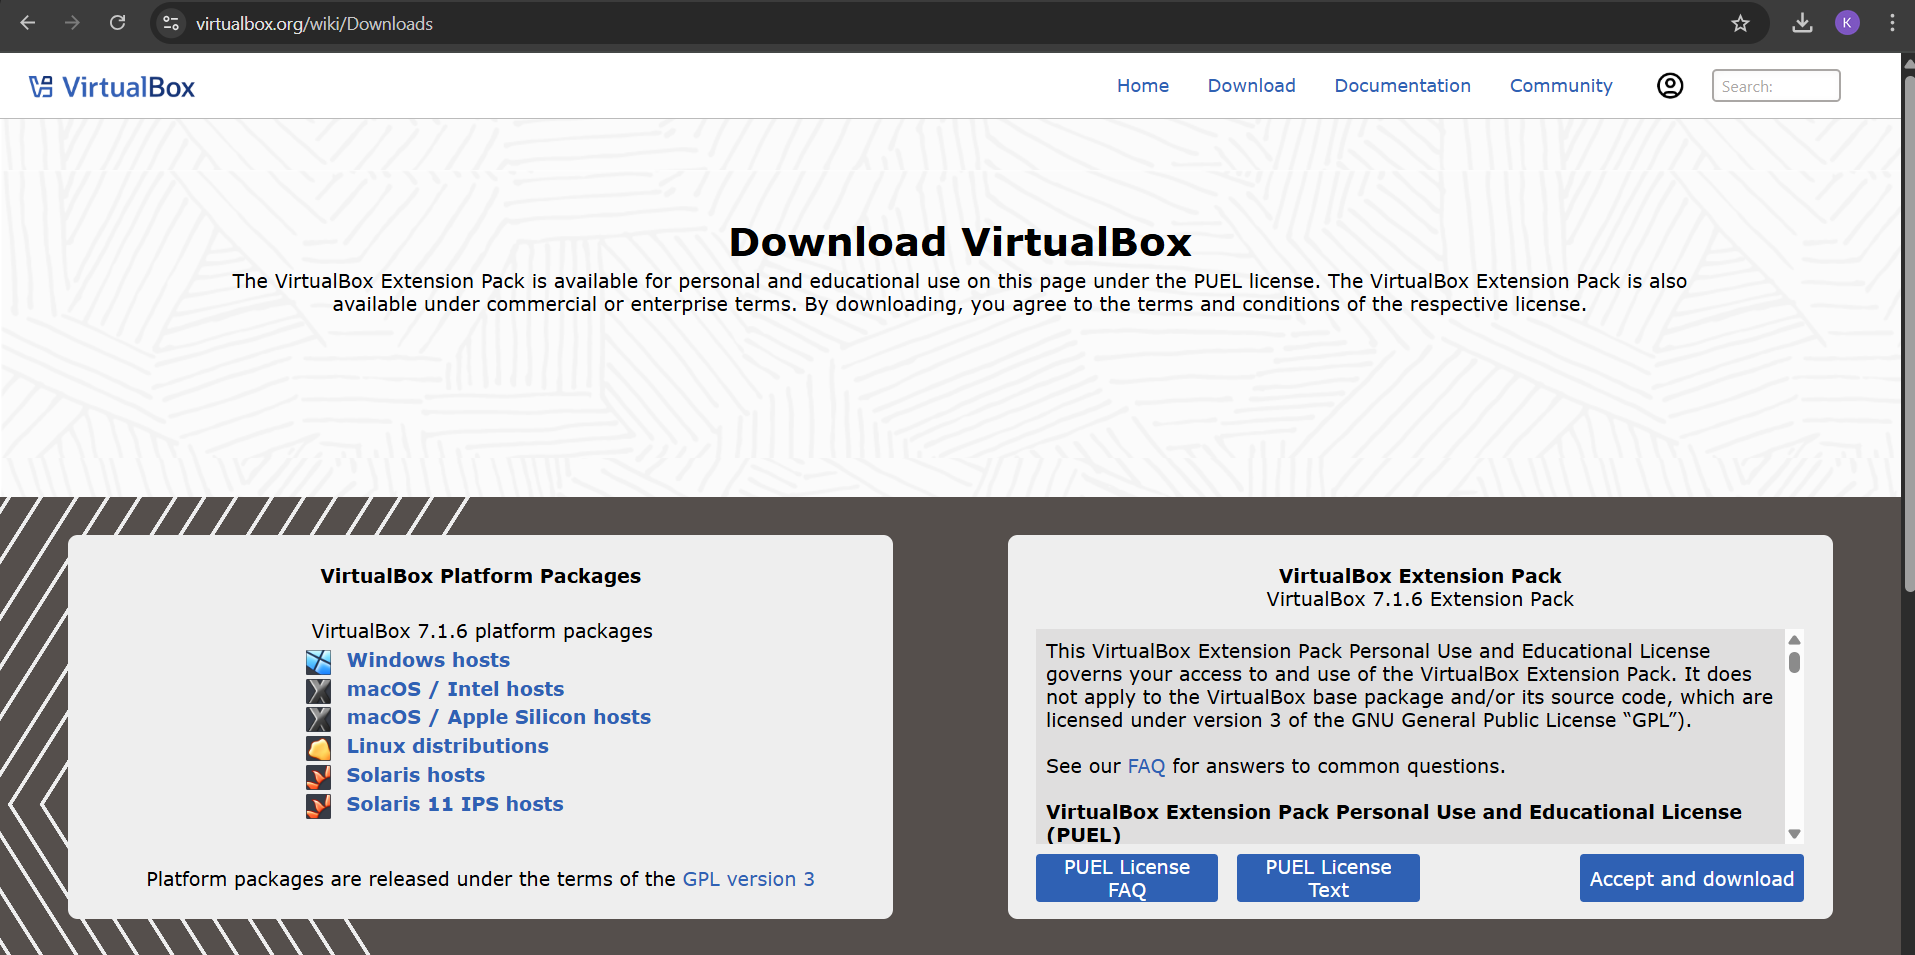 virtualbox.org/wiki/Downloads
K
VirtualBox
Home Download Documentation Community Search:
Download VirtualBox
The VirtualBox Extension Pack is available for personal and educational use on this page under the PUEL license. The VirtualBox Extension Pack is also
available under commercial or enterprise terms. By downloading, you agree to the terms and conditions of the respective license.
VirtualBox Platform Packages
VirtualBox 7.1.6 platform packages
Windows hosts
macOS / Intel hosts
macOS / Apple Silicon hosts
Linux distributions
Solaris hosts
Solaris 11 IPS hosts
Platform packages are released under the terms of the GPL version 3
VirtualBox Extension Pack
VirtualBox 7.1.6 Extension Pack
This VirtualBox Extension Pack Personal Use and Educational License
governs your access to and use of the VirtualBox Extension Pack. It does
not apply to the VirtualBox base package and/or its source code, which are
licensed under version 3 of the GNU General Public License “GPL”).
See our FAQ for answers to common questions.
VirtualBox Extension Pack Personal Use and Educational License
(PUEL)
PUEL License
FAQ
PUEL License
Text
Accept and download